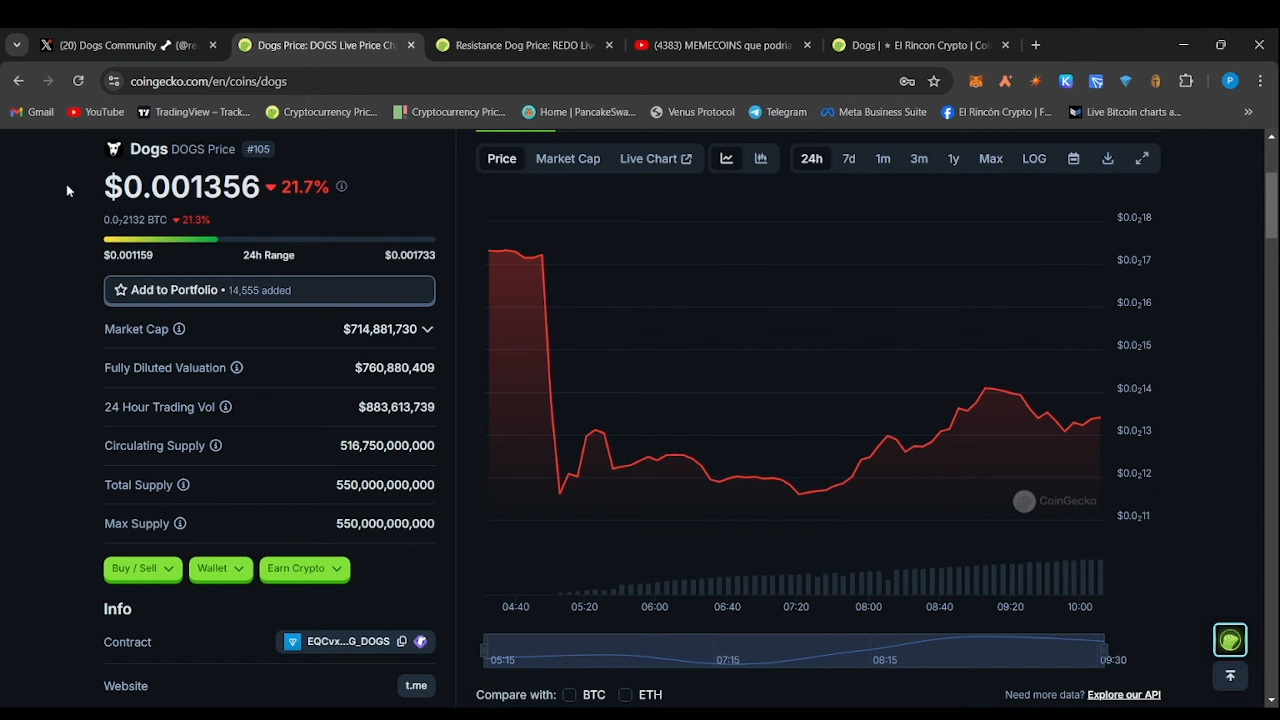 (20) Dogs Community 🦴 (@re
Dogs Price: DOGS Live Price Ch
Resistance Dog Price: REDO Liv
(4383) MEMECOINS que podria
Dogs | ★ El Rincon Crypto | Coi
coingecko.com/en/coins/dogs
P
Gmail
YouTube
TradingView – Track...
Cryptocurrency Pric...
Cryptocurrency Pric...
Home | PancakeSwa...
Venus Protocol
Telegram
Meta Business Suite
El Rincón Crypto | F...
Live Bitcoin charts a...
Dogs DOGS Price #105
$0.001356 ▼ 21.7%
0.0₇2132 BTC ▼ 21.3%
$0.001159 24h Range $0.001733
Add to Portfolio • 14,555 added
Market Cap $714,881,730
Fully Diluted Valuation $760,880,409
24 Hour Trading Vol $883,613,739
Circulating Supply 516,750,000,000
Total Supply 550,000,000,000
Max Supply 550,000,000,000
Buy / Sell Wallet Earn Crypto
Info
Contract EQCvx...G_DOGS
Website t.me
Price Market Cap Live Chart 24h 7d 1m 3m 1y Max LOG
$0.0₂18
$0.0₂17
$0.0₂16
$0.0₂15
$0.0₂14
$0.0₂13
$0.0₂12
$0.0₂11
CoinGecko
04:40 05:20 06:00 06:40 07:20 08:00 08:40 09:20 10:00
05:15 07:15 08:15 09:30
Compare with: BTC ETH
Need more data? Explore our API